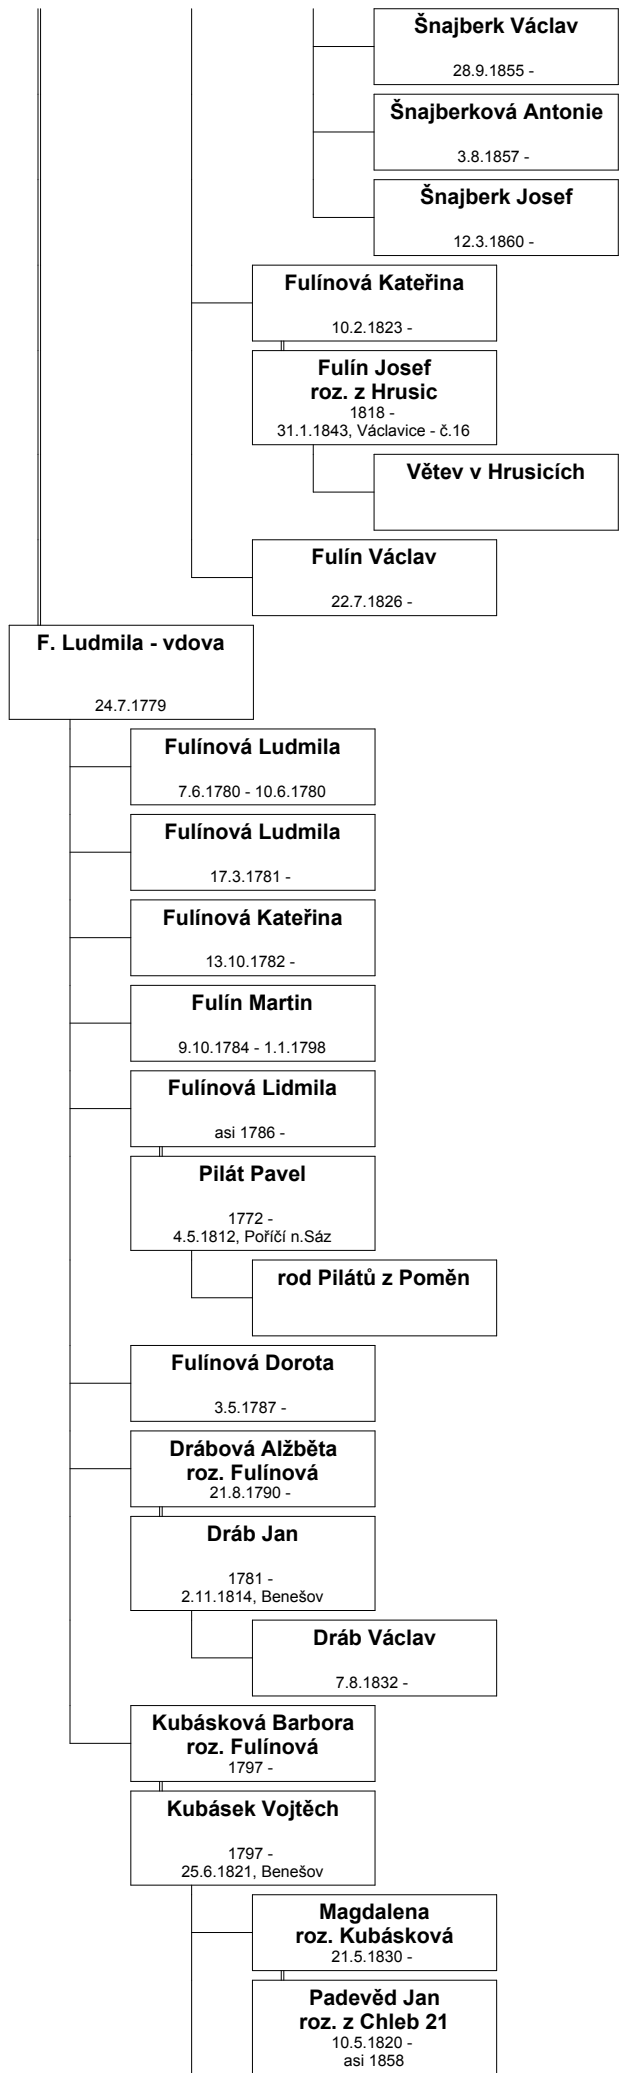 Šnajberk Václav
28.9.1855 -
Šnajberková Antonie
3.8.1857 -
Šnajberk Josef
12.3.1860 -
Fulínová Kateřina
10.2.1823 -
Fulín Josef
roz. z Hrusic
1818 -
31.1.1843, Václavice - č.16
Větev v Hrusicích
Fulín Václav
22.7.1826 -
F. Ludmila - vdova
24.7.1779
Fulínová Ludmila
7.6.1780 - 10.6.1780
Fulínová Ludmila
17.3.1781 -
Fulínová Kateřina
13.10.1782 -
Fulín Martin
9.10.1784 - 1.1.1798
Fulínová Lidmila
asi 1786 -
Pilát Pavel
1772 -
4.5.1812, Poříčí n.Sáz
rod Pilátů z Poměn
Fulínová Dorota
3.5.1787 -
Drábová Alžběta
roz. Fulínová
21.8.1790 -
Dráb Jan
1781 -
2.11.1814, Benešov
Dráb Václav
7.8.1832 -
Kubásková Barbora
roz. Fulínová
1797 -
Kubásek Vojtěch
1797 -
25.6.1821, Benešov
Magdalena
roz. Kubásková
21.5.1830 -
Padevěd Jan
roz. z Chleb 21
10.5.1820 -
asi 1858